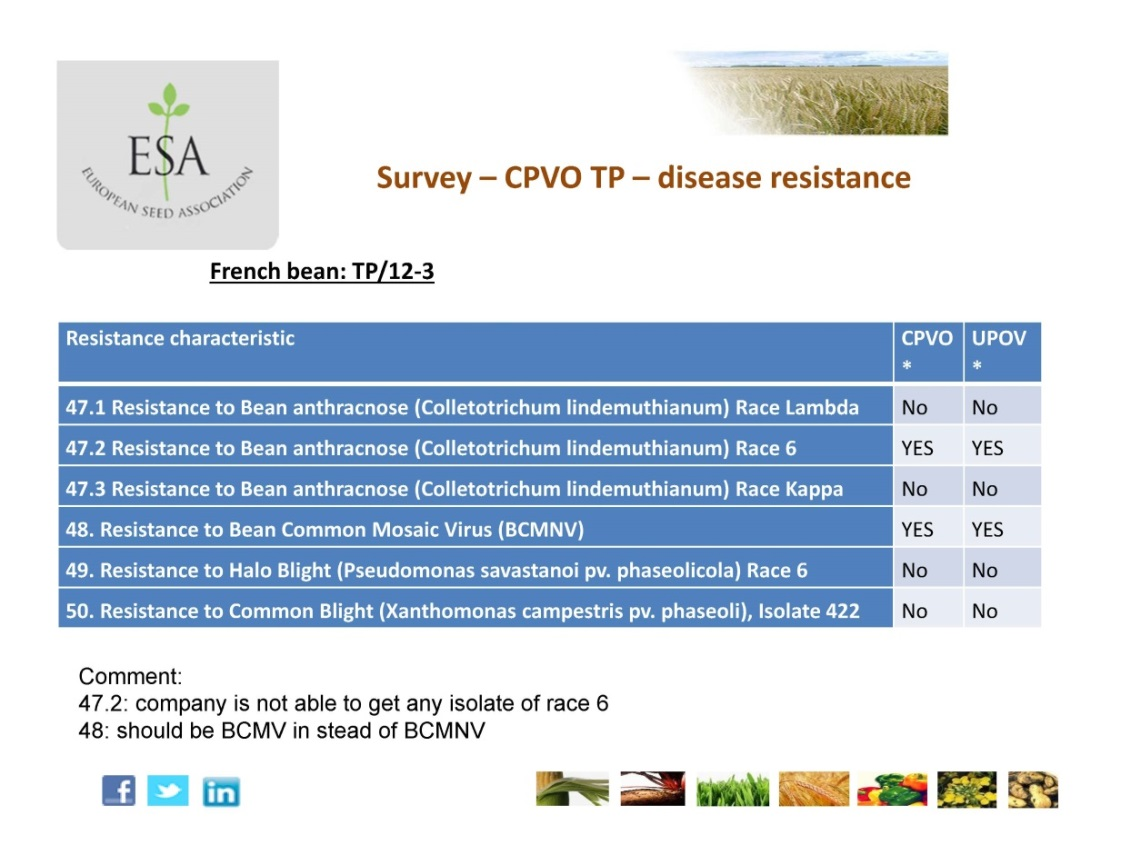 ESA
EUROPEAN SEED ASSOCIATION
Survey – CPVO TP – disease resistance
French bean: TP/12-3
Resistance characteristic CPVO * UPOV *
47.1 Resistance to Bean anthracnose (Colletotrichum lindemuthianum) Race Lambda No No
47.2 Resistance to Bean anthracnose (Colletotrichum lindemuthianum) Race 6 YES YES
47.3 Resistance to Bean anthracnose (Colletotrichum lindemuthianum) Race Kappa No No
48. Resistance to Bean Common Mosaic Virus (BCMNV) YES YES
49. Resistance to Halo Blight (Pseudomonas savastanoi pv. phaseolicola) Race 6 No No
50. Resistance to Common Blight (Xanthomonas campestris pv. phaseoli), Isolate 422 No No
Comment:
47.2: company is not able to get any isolate of race 6
48: should be BCMV in stead of BCMNV
f
in